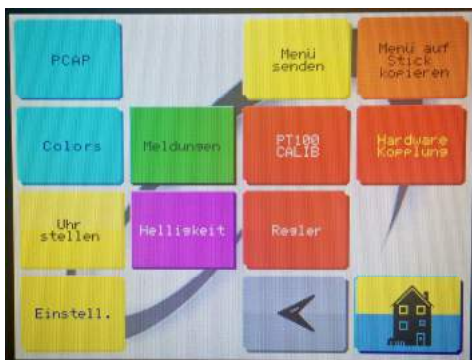 PCAP
Menü
senden
Menü auf
Stick
kopieren
Colors
Meldungen
PT100
CALIB
Hardware
Kopplung
Uhr
stellen
Helligkeit
Regler
Einstell.